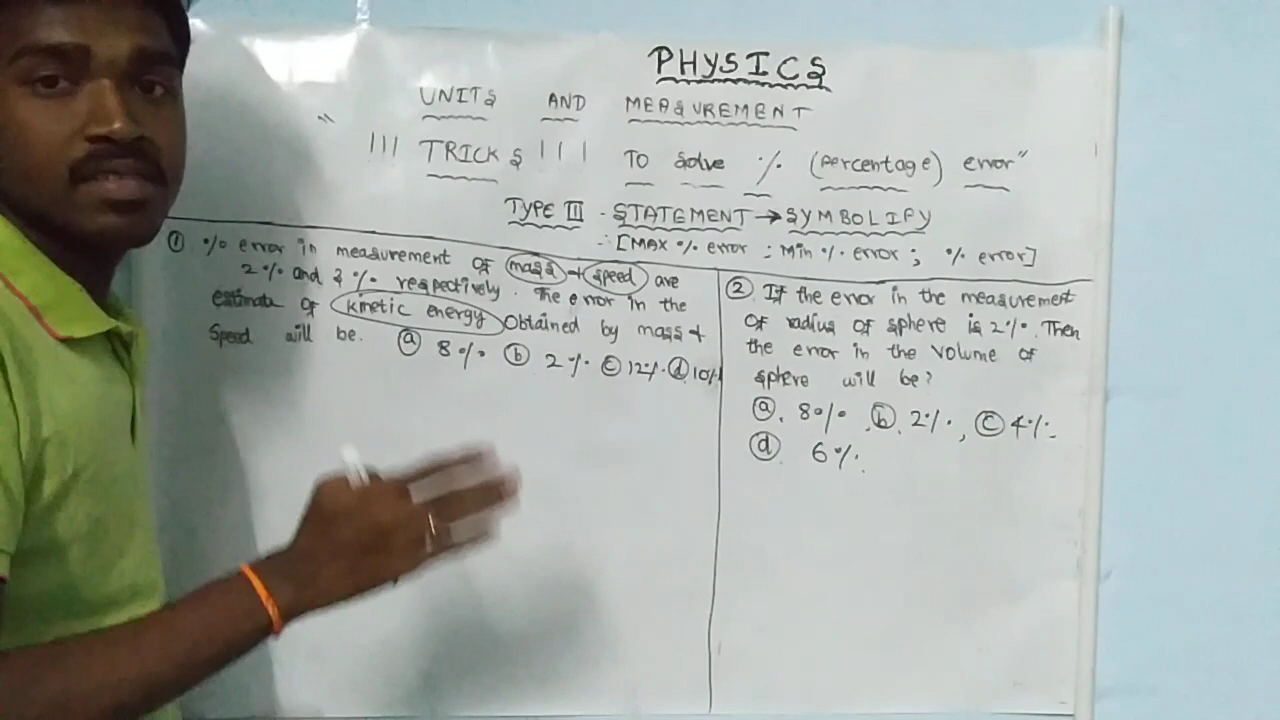 PHYSICS
UNITS AND MEASUREMENT
"
!!! TRICKS !!! TO solve % (percentage) error"
TYPE III - STATEMENT → SYMBOLIFY
∴ [MAX % error ; Min % error ; % error]
① % error in measurement of mass & speed are
2 % and 3 % respectively. The error in the
estimate of kinetic energy obtained by mass &
Speed will be. ⓐ 8 % ⓑ 2 % ⓒ 12 % ⓓ 10%
② If the error in the measurement
of radius of sphere is 2%. Then
the error in the volume of
sphere will be?
ⓐ. 8% , ⓑ. 2% , ⓒ 4%.
ⓓ 6 %.